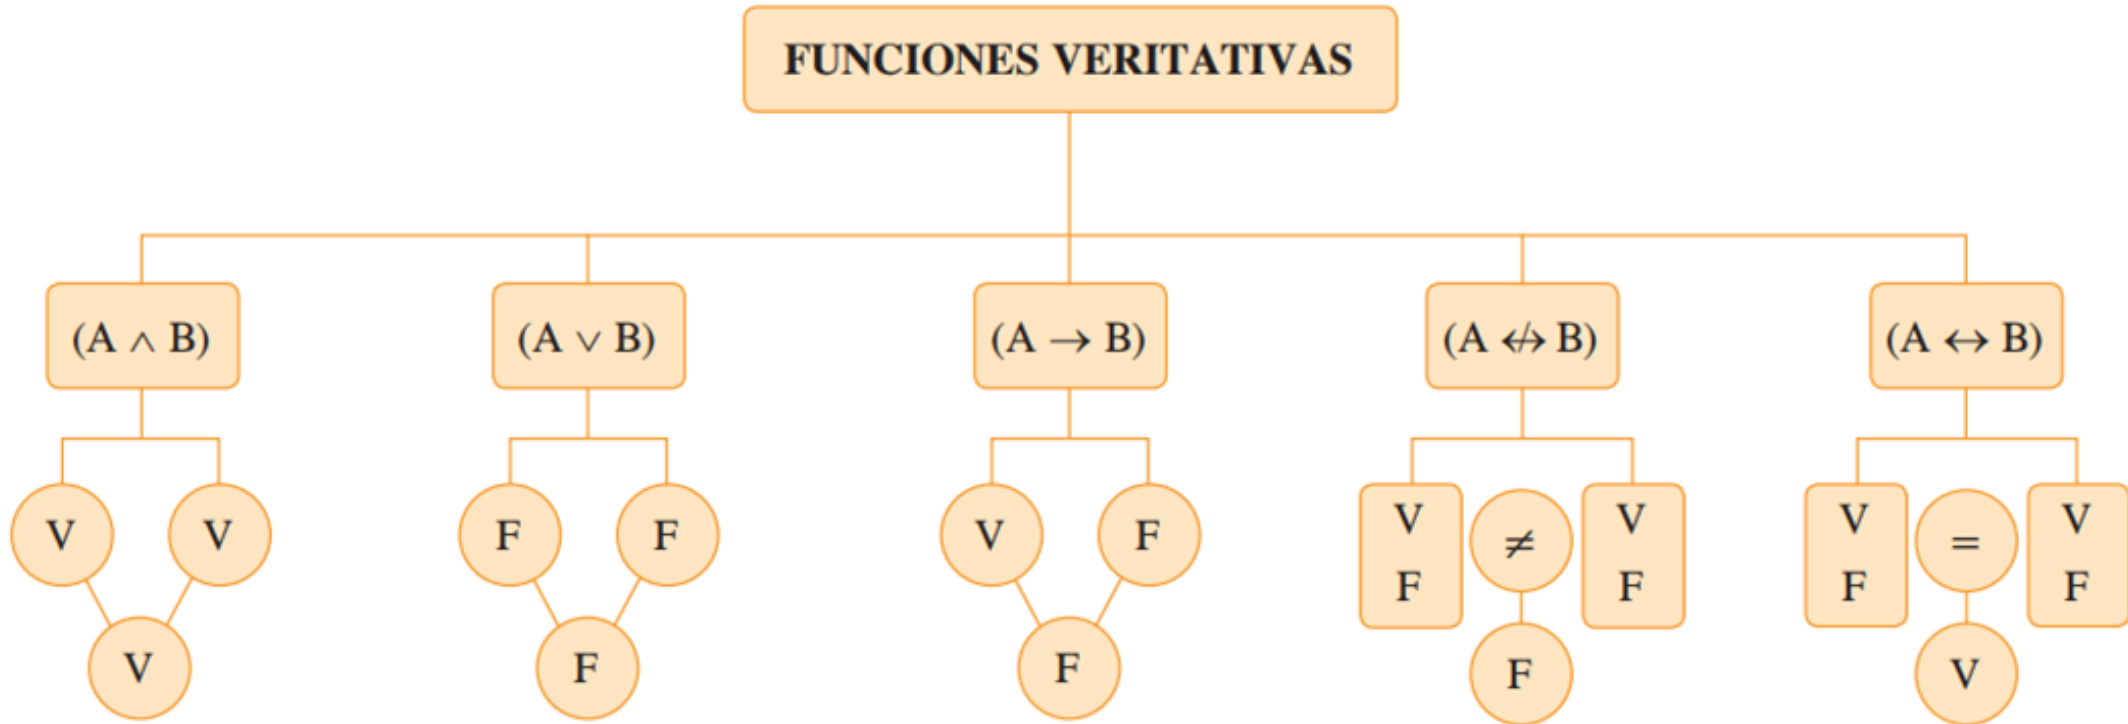 FUNCIONES VERITATIVAS
(A ∧ B)
(A ∨ B)
(A → B)
(A ↮ B)
(A ↔ B)
V V
V
F F
F
V F
F
V ≠ V
F F
F
V = V
F F
V